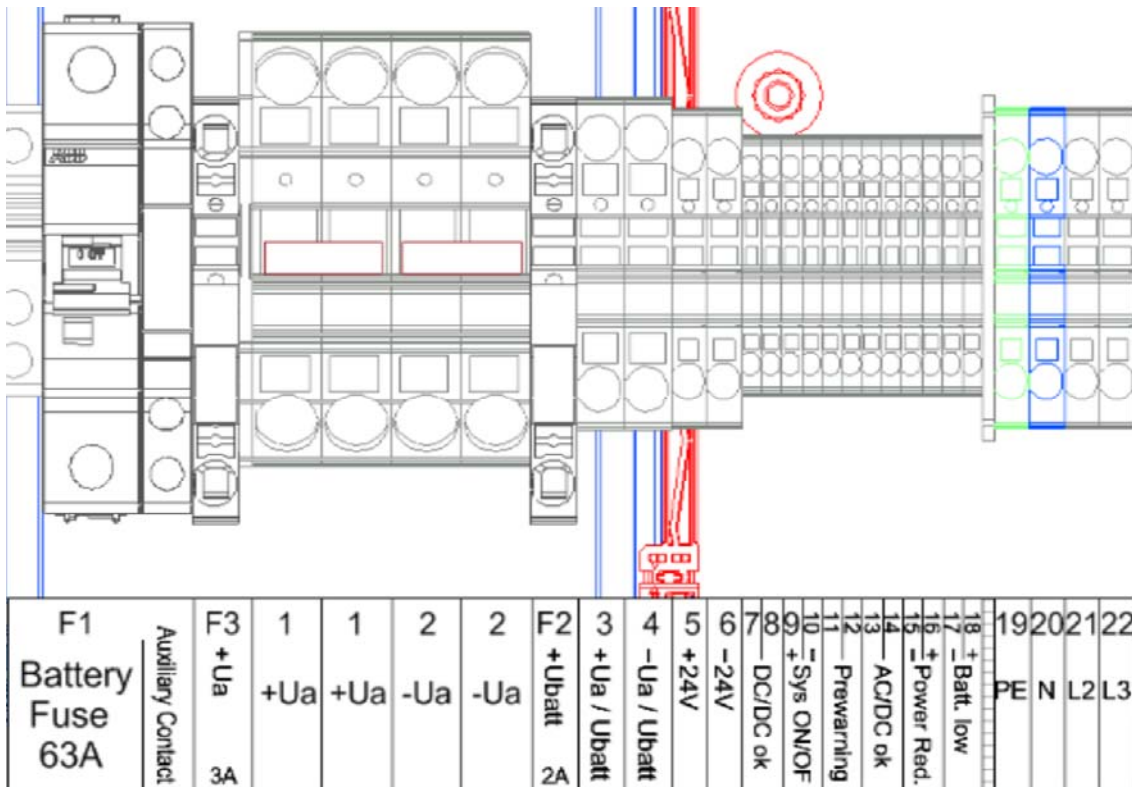 ABB
0 OFF
F1
Battery
Fuse
63A
Auxiliary Contact
F3
+Ua
3A
1
+Ua
1
+Ua
2
-Ua
2
-Ua
F2
+Ubatt
2A
3
+Ua / Ubatt
4
-Ua / Ubatt
5
+24V
6
-24V
7
8
DC/DC ok
9 +
10 -
Sys ON/OF
11
12
Prewarning
13
14
AC/DC ok
15 -
16 +
Power Red.
17 -
18 +
Batt. low
19
PE
20
N
21
L2
22
L3